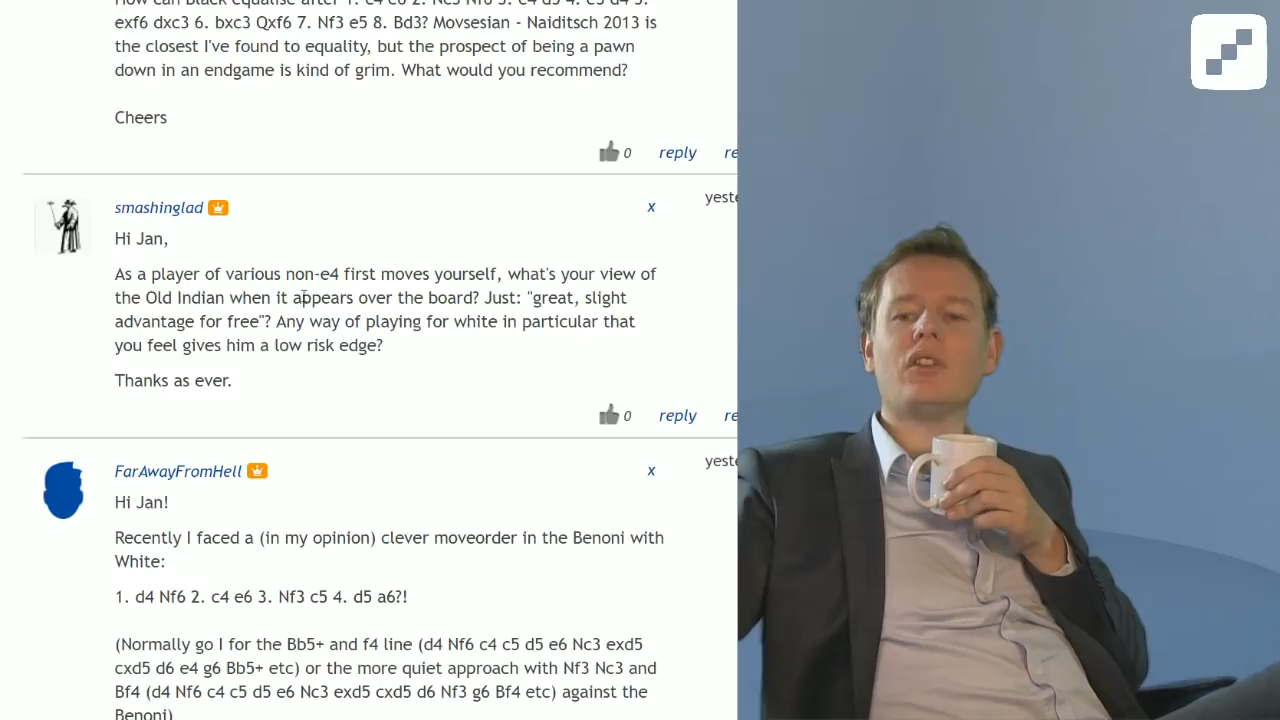 exf6 dxc3 6. bxc3 Qxf6 7. Nf3 e5 8. Bd3? Movsesian - Naiditsch 2013 is
the closest I've found to equality, but the prospect of being a pawn
down in an endgame is kind of grim. What would you recommend?
Cheers
0 reply re
smashinglad x yeste
Hi Jan,
As a player of various non-e4 first moves yourself, what's your view of
the Old Indian when it appears over the board? Just: "great, slight
advantage for free"? Any way of playing for white in particular that
you feel gives him a low risk edge?
Thanks as ever.
0 reply re
FarAwayFromHell x yeste
Hi Jan!
Recently I faced a (in my opinion) clever moveorder in the Benoni with
White:
1. d4 Nf6 2. c4 e6 3. Nf3 c5 4. d5 a6?!
(Normally go I for the Bb5+ and f4 line (d4 Nf6 c4 c5 d5 e6 Nc3 exd5
cxd5 d6 e4 g6 Bb5+ etc) or the more quiet approach with Nf3 Nc3 and
Bf4 (d4 Nf6 c4 c5 d5 e6 Nc3 exd5 cxd5 d6 Nf3 g6 Bf4 etc) against the
Benoni)